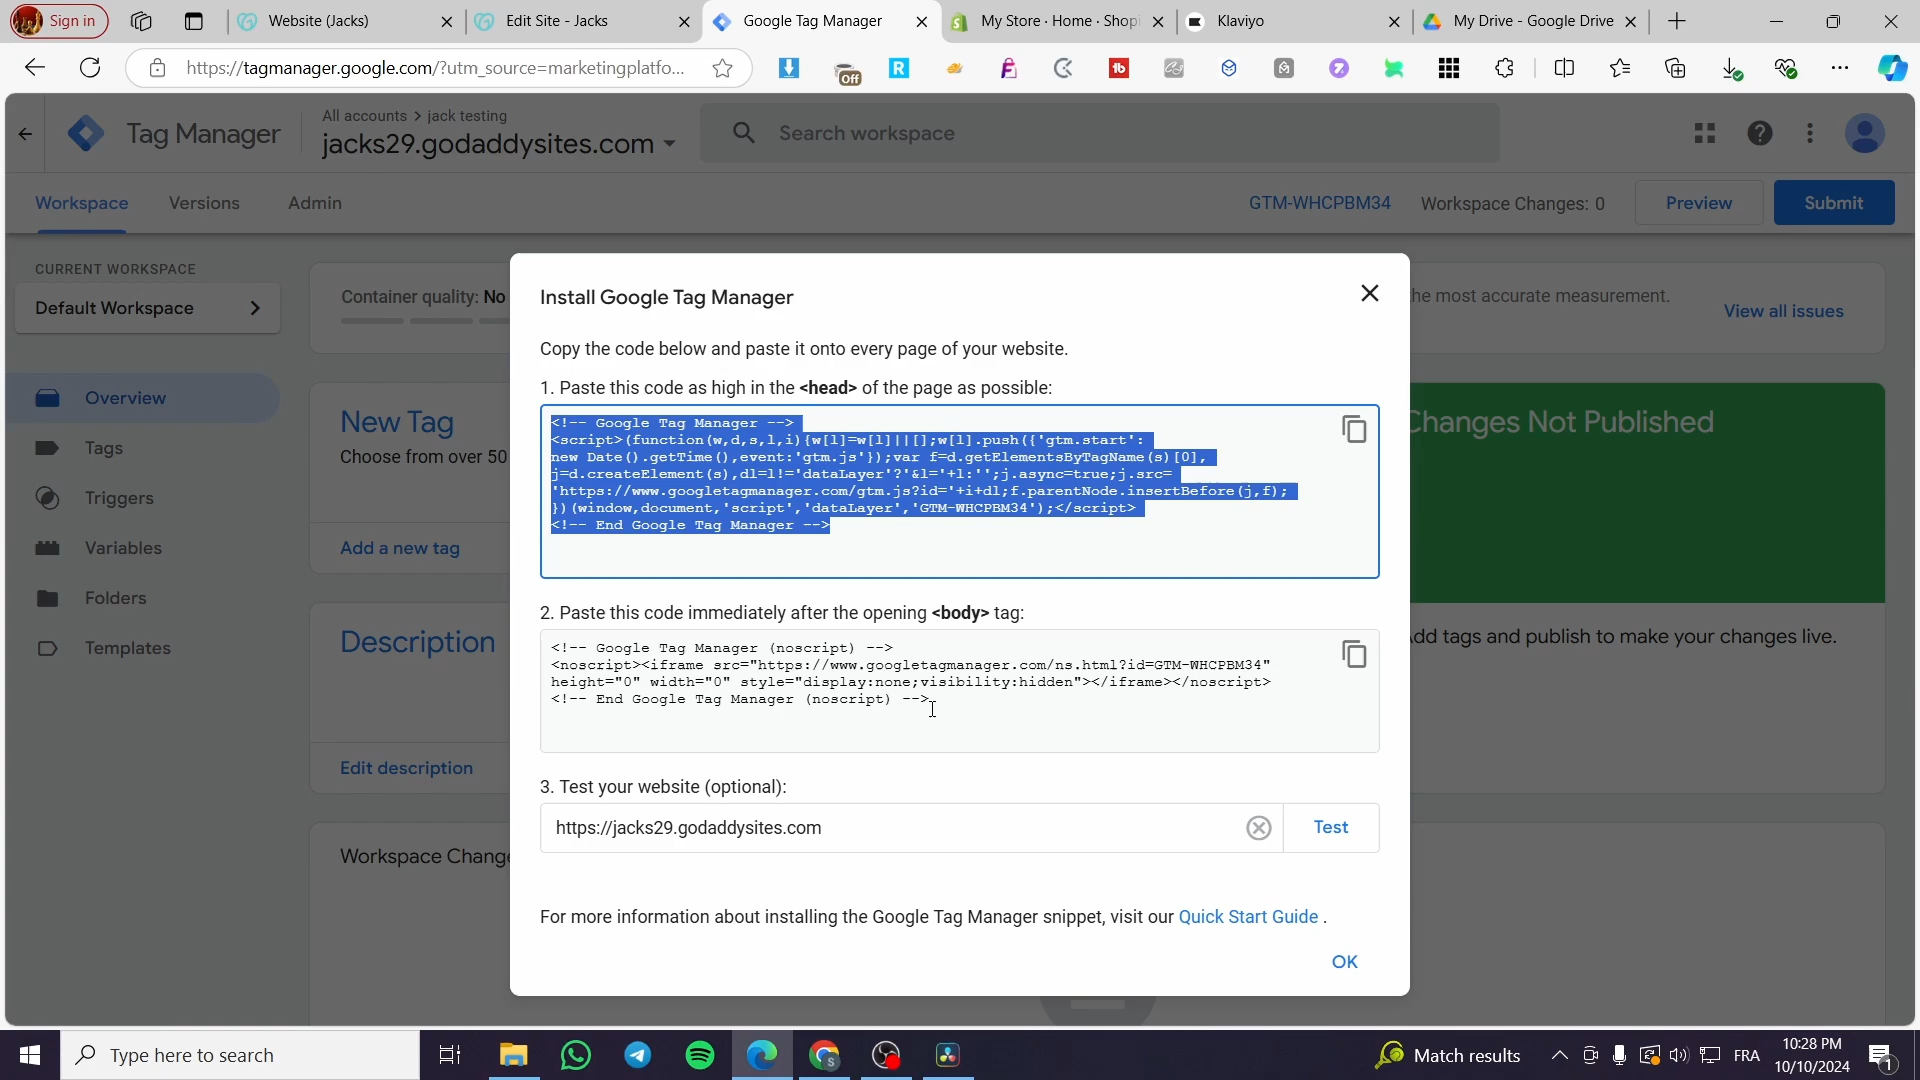 Sign in
Website (Jacks)
Edit Site - Jacks
Google Tag Manager
My Store · Home · Shopi
Klaviyo
My Drive - Google Drive
https://tagmanager.google.com/?utm_source=marketingplatfo...
Off
Tag Manager
All accounts > jack testing
jacks29.godaddysites.com
Search workspace
Workspace
Versions
Admin
GTM-WHCPBM34
Workspace Changes: 0
Preview
Submit
CURRENT WORKSPACE
Default Workspace
Overview
Tags
Triggers
Variables
Folders
Templates
Container quality: No
the most accurate measurement.
View all issues
New Tag
Choose from over 50
Add a new tag
Description
Edit description
Workspace Change
Changes Not Published
Add tags and publish to make your changes live.
Install Google Tag Manager
Copy the code below and paste it onto every page of your website.
1. Paste this code as high in the <head> of the page as possible:
<!-- Google Tag Manager -->
<script>(function(w,d,s,l,i){w[l]=w[l]||[];w[l].push({'gtm.start':
new Date().getTime(),event:'gtm.js'});var f=d.getElementsByTagName(s)[0],
j=d.createElement(s),dl=l!='dataLayer'?'&l='+l:'';j.async=true;j.src=
'https://www.googletagmanager.com/gtm.js?id='+i+dl;f.parentNode.insertBefore(j,f);
})(window,document,'script','dataLayer','GTM-WHCPBM34');</script>
<!-- End Google Tag Manager -->
2. Paste this code immediately after the opening <body> tag:
<!-- Google Tag Manager (noscript) -->
<noscript><iframe src="https://www.googletagmanager.com/ns.html?id=GTM-WHCPBM34"
height="0" width="0" style="display:none;visibility:hidden"></iframe></noscript>
<!-- End Google Tag Manager (noscript) -->
3. Test your website (optional):
https://jacks29.godaddysites.com
Test
For more information about installing the Google Tag Manager snippet, visit our Quick Start Guide .
OK
Type here to search
Match results
FRA
10:28 PM
10/10/2024
1